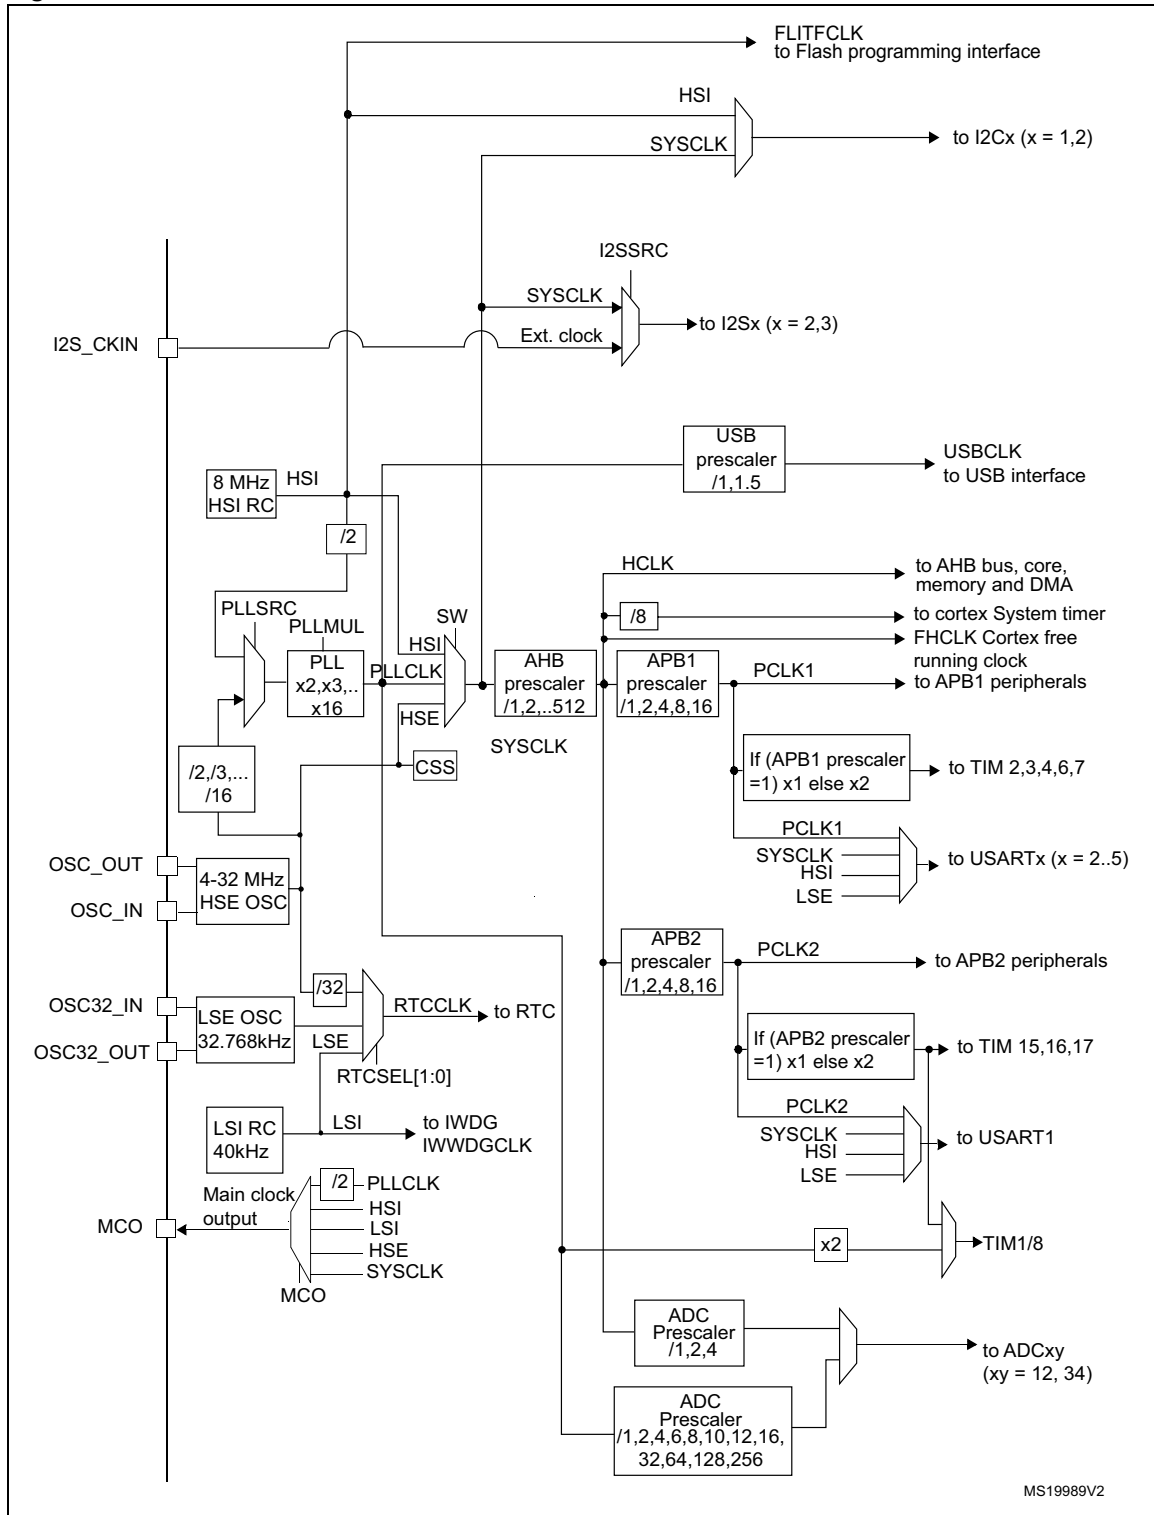 FLITFCLK
to Flash programming interface
HSI
to I2Cx (x = 1,2)
SYSCLK
I2SSRC
SYSCLK
to I2Sx (x = 2,3)
Ext. clock
I2S_CKIN
USB
prescaler
/1,1.5
USBCLK
to USB interface
8 MHz
HSI RC
HSI
/2
HCLK
to AHB bus, core,
memory and DMA
/8
to cortex System timer
FHCLK Cortex free
running clock
PLLSRC
PLLMUL
PLL
x2,x3,..
x16
PLLCLK
SW
HSI
HSE
AHB
prescaler
/1,2,..512
APB1
prescaler
/1,2,4,8,16
PCLK1
to APB1 peripherals
SYSCLK
CSS
/2,/3,...
/16
If (APB1 prescaler
=1) x1 else x2
to TIM 2,3,4,6,7
PCLK1
SYSCLK
HSI
LSE
to USARTx (x = 2..5)
OSC_OUT
OSC_IN
4-32 MHz
HSE OSC
APB2
prescaler
/1,2,4,8,16
PCLK2
to APB2 peripherals
/32
OSC32_IN
OSC32_OUT
LSE OSC
32.768kHz
LSE
RTCCLK
to RTC
RTCSEL[1:0]
If (APB2 prescaler
=1) x1 else x2
to TIM 15,16,17
LSI RC
40kHz
LSI
to IWDG
IWWDGCLK
PCLK2
SYSCLK
HSI
LSE
to USART1
MCO
Main clock
output
/2
PLLCLK
HSI
LSI
HSE
SYSCLK
MCO
x2
TIM1/8
ADC
Prescaler
/1,2,4
to ADCxy
(xy = 12, 34)
ADC
Prescaler
/1,2,4,6,8,10,12,16,
32,64,128,256
MS19989V2